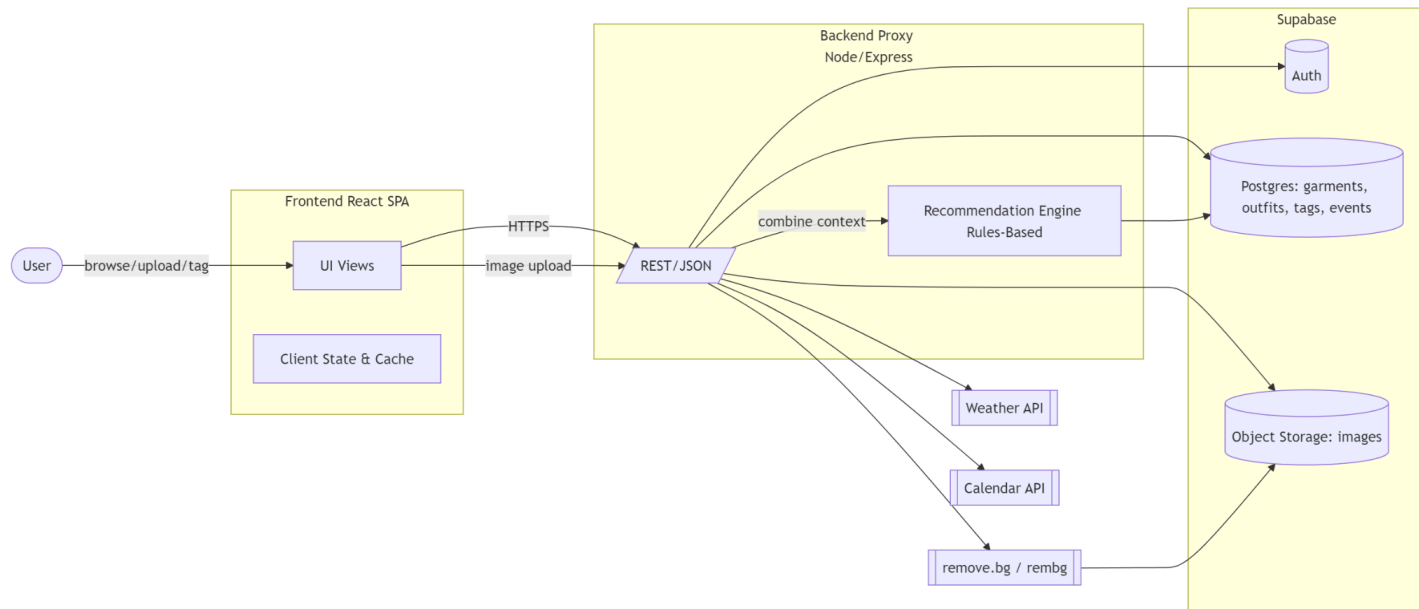 Supabase
Backend Proxy
Node/Express
Auth
Postgres: garments,
outfits, tags, events
Frontend React SPA
HTTPS
combine context
Recommendation Engine
Rules-Based
User
browse/upload/tag
UI Views
image upload
REST/JSON
Client State & Cache
Weather API
Object Storage: images
Calendar API
remove.bg / rembg